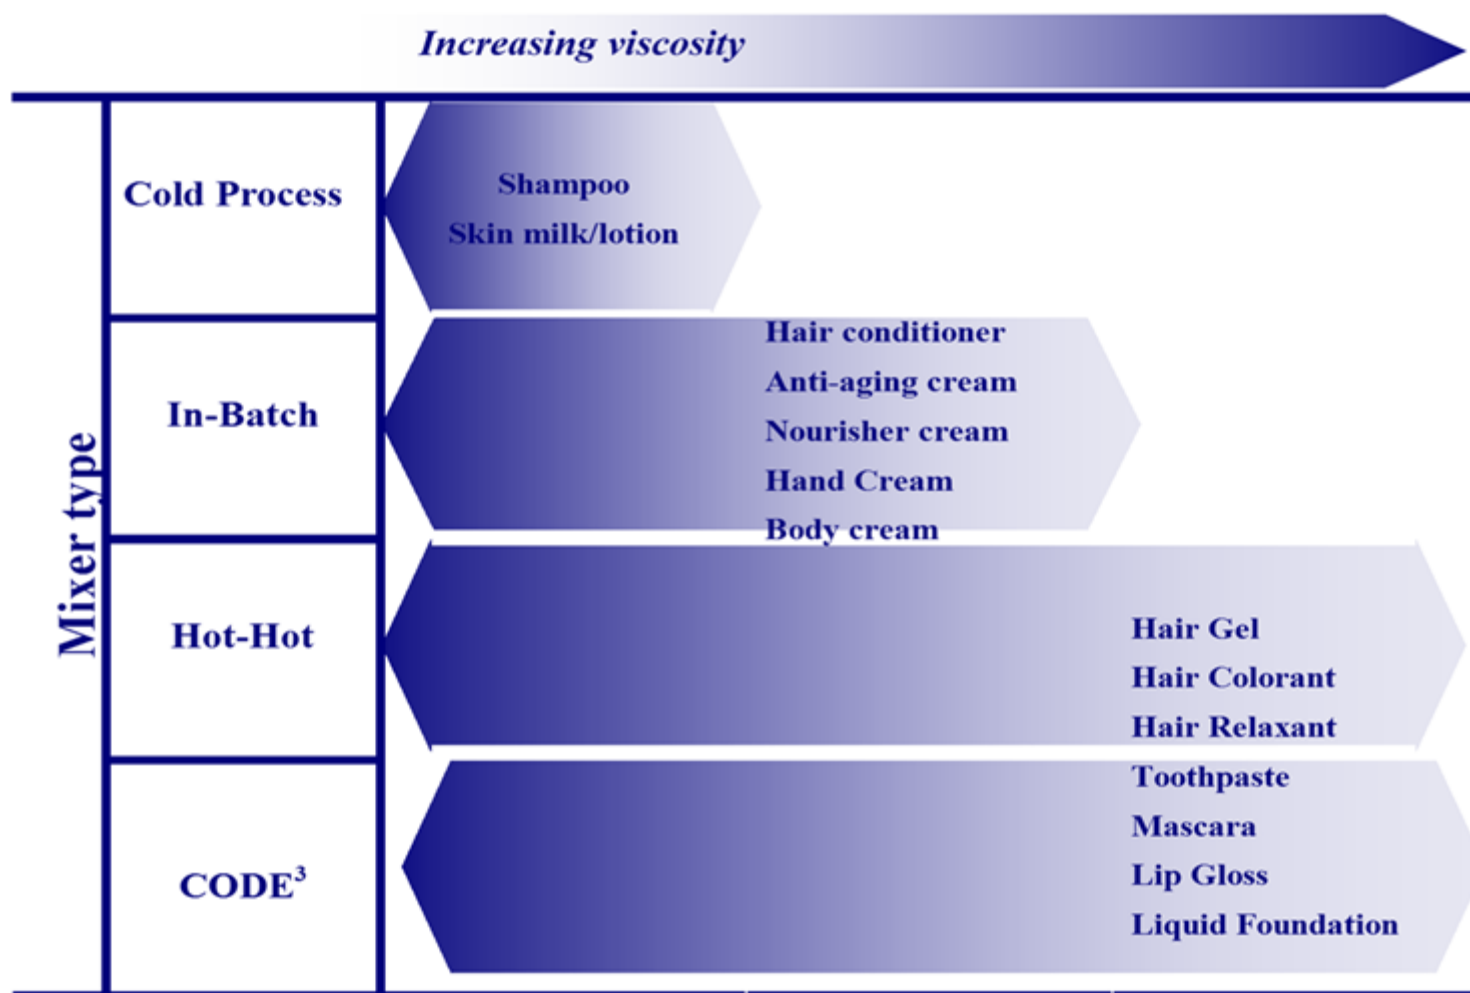 Increasing viscosity
Mixer type
Cold Process
Shampoo
Skin milk/lotion
In-Batch
Hair conditioner
Anti-aging cream
Nourisher cream
Hand Cream
Body cream
Hot-Hot
Hair Gel
Hair Colorant
Hair Relaxant
CODE³
Toothpaste
Mascara
Lip Gloss
Liquid Foundation